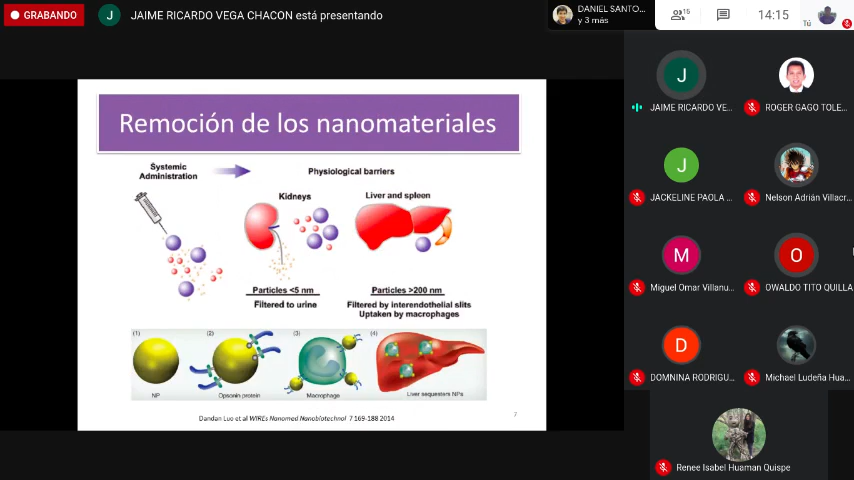 GRABANDO
J
JAIME RICARDO VEGA CHACON está presentando
DANIEL SANTO...
y 3 más
15
14:15
Tú
Remoción de los nanomateriales
Systemic
Administration
Physiological barriers
Kidneys
Liver and spleen
Particles <5 nm
Filtered to urine
Particles >200 nm
Filtered by interendothelial slits
Uptaken by macrophages
(1)
(2)
(3)
(4)
NP
Opsonin protein
Macrophage
Liver sequesters NPs
Dandan Luo et al WIREs Nanomed Nanobiotechnol 7 169-188 2014
7
J
JAIME RICARDO VE...
ROGER GAGO TOLE...
J
JACKELINE PAOLA ...
Nelson Adrián Villacr...
M
Miguel Omar Villanu...
O
OWALDO TITO QUILLA
D
DOMNINA RODRIGU...
Michael Ludeña Hua...
Renee Isabel Huaman Quispe